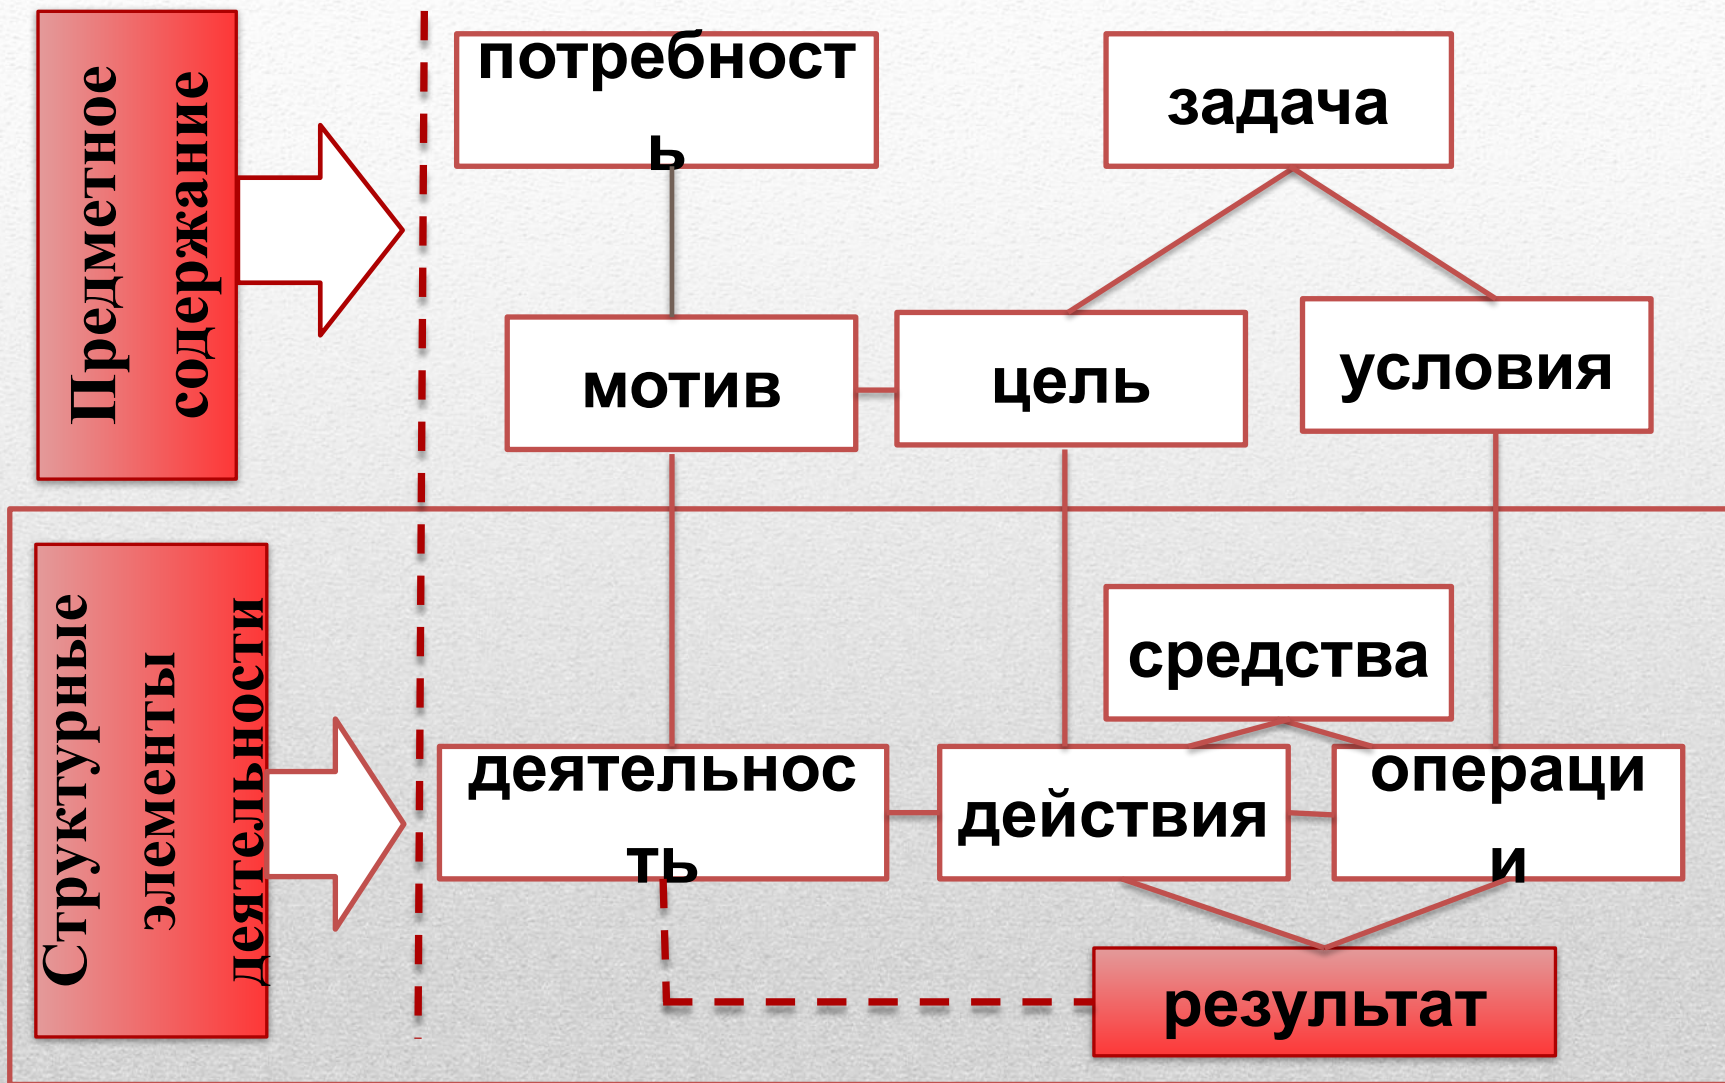 Предметное
содержание
потребност
ь
задача
мотив
цель
условия
Структурные
элементы
деятельности
средства
деятельнос
ть
действия
операци
и
результат